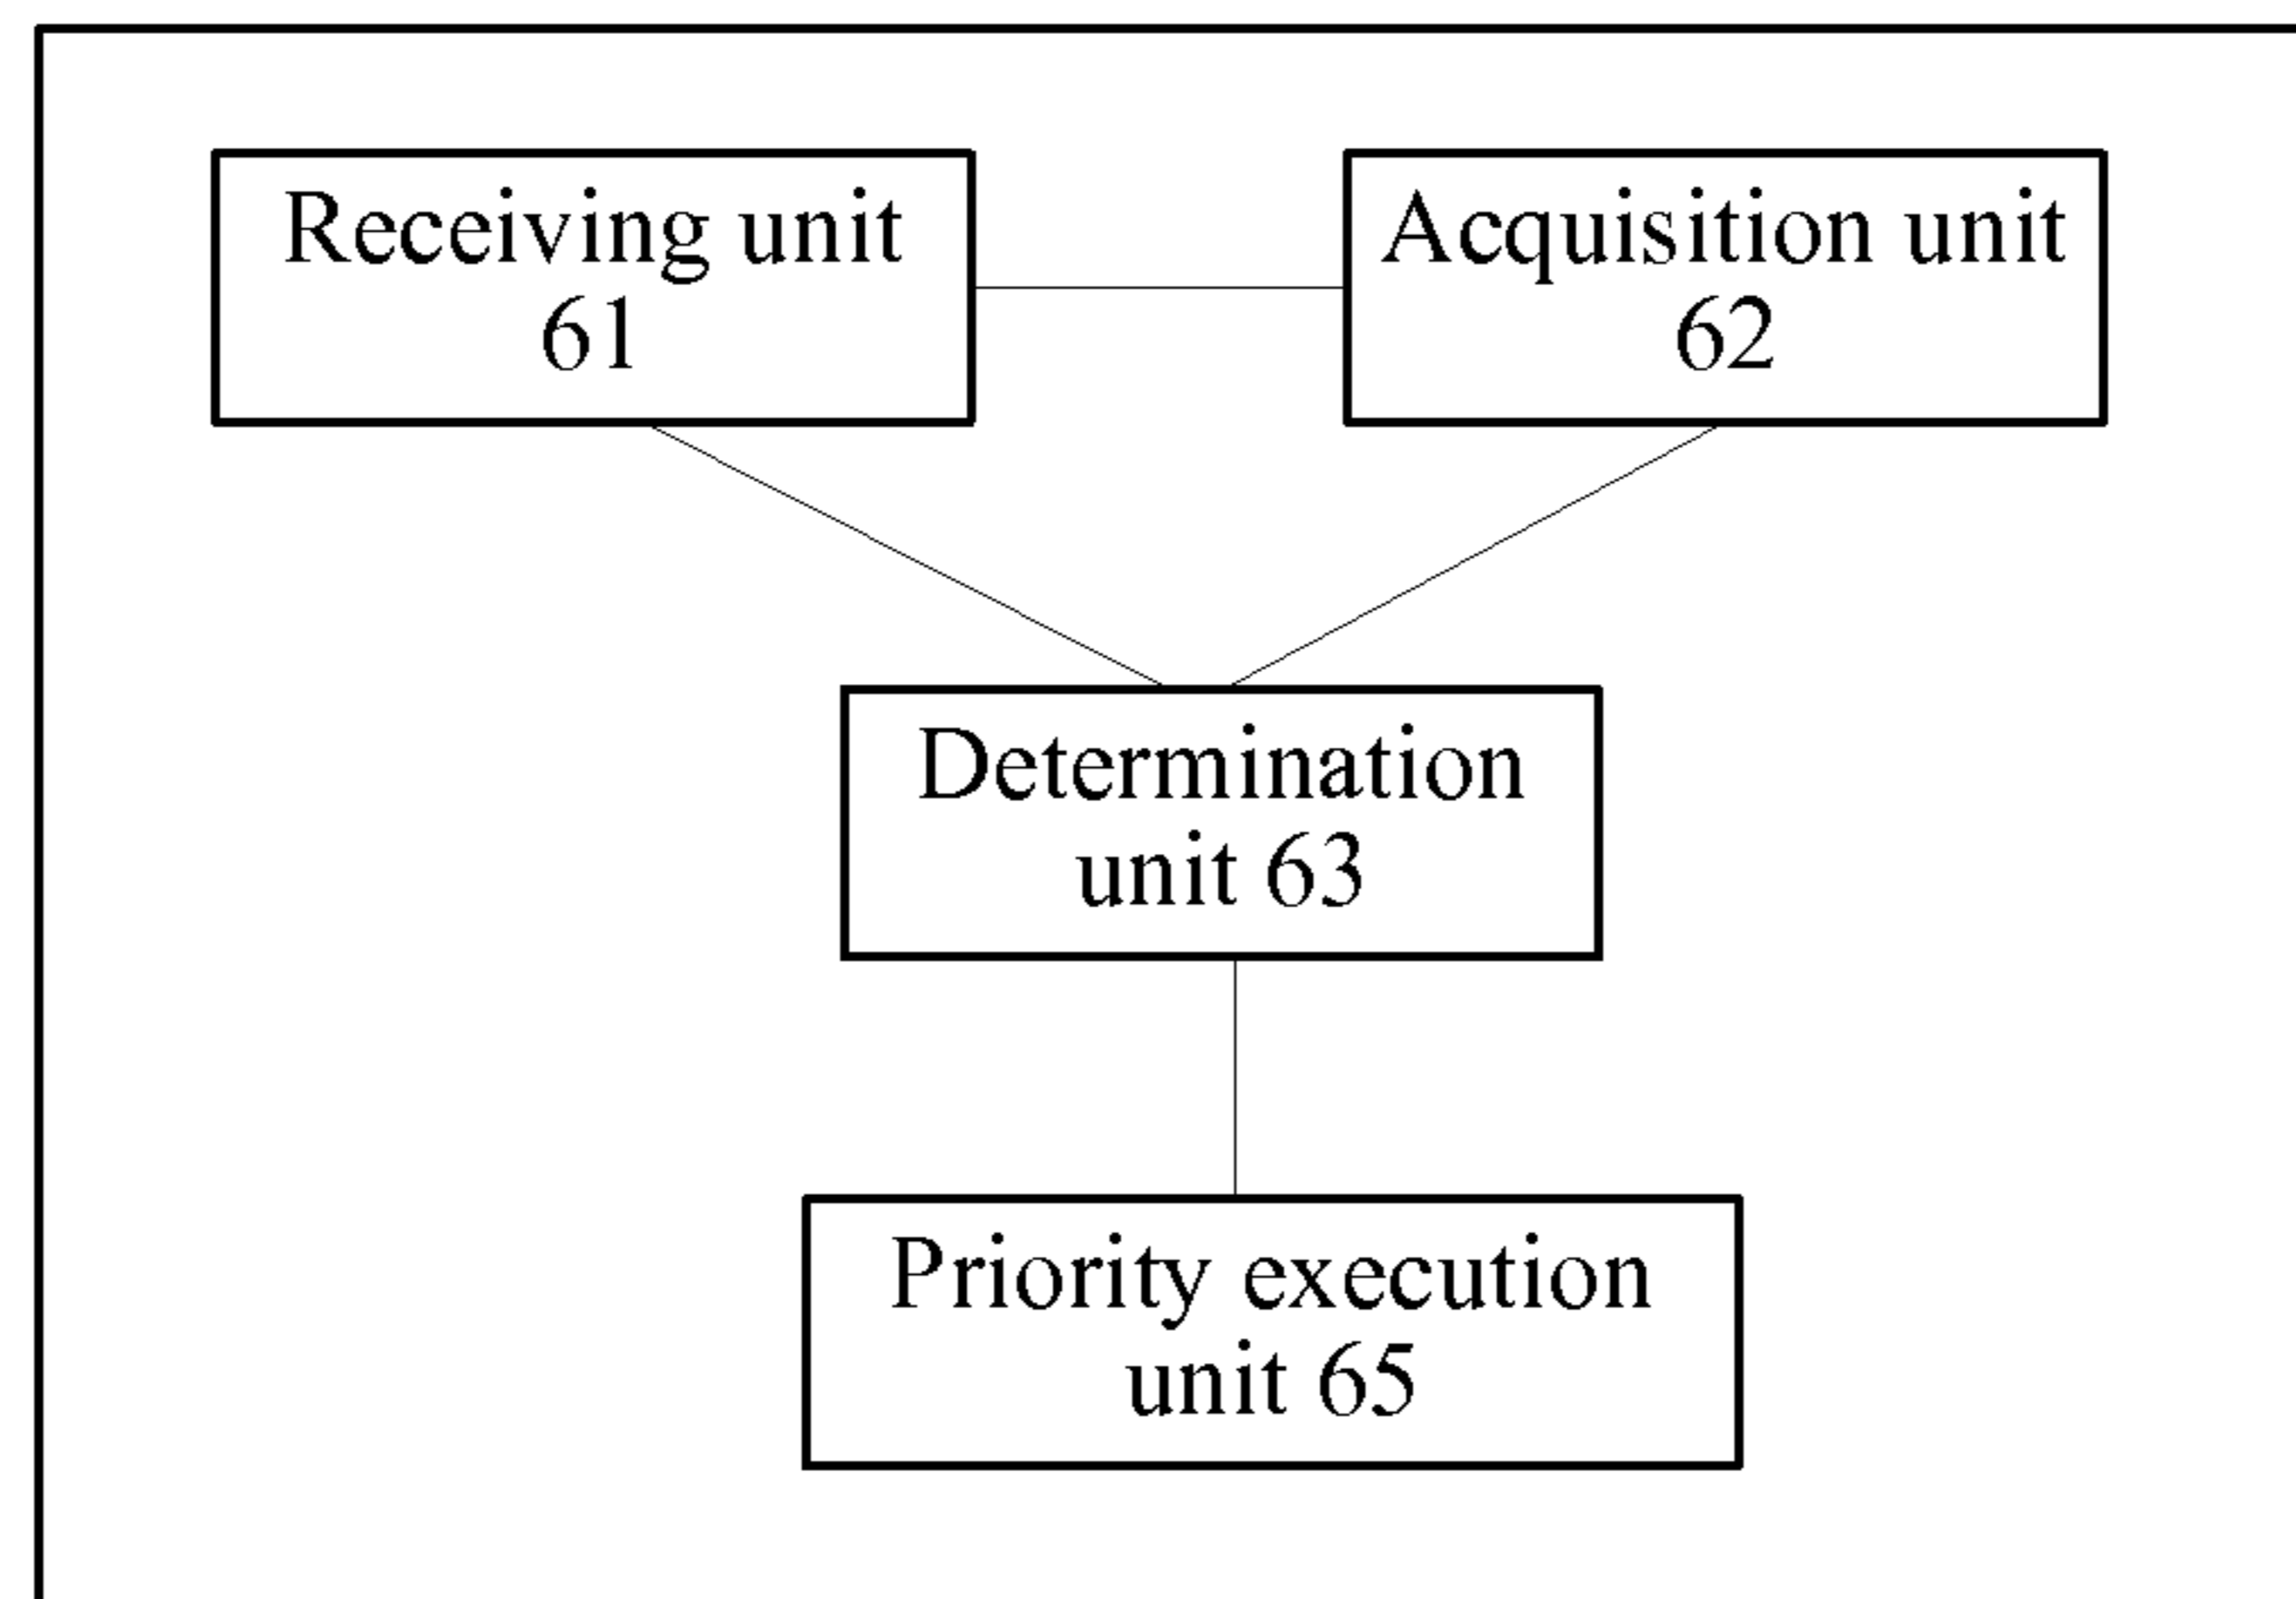 Receiving unit
61
Acquisition unit
62
Determination
unit 63
Priority execution
unit 65